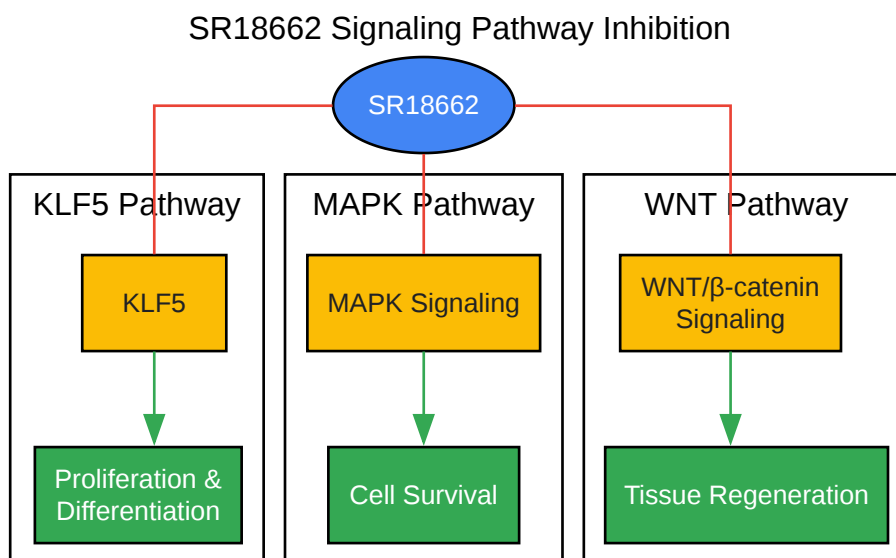 SR18662 Signaling Pathway Inhibition
SR18662
KLF5 Pathway
MAPK Pathway
WNT Pathway
KLF5
MAPK Signaling
WNT/β-catenin
Signaling
Proliferation &
Differentiation
Cell Survival
Tissue Regeneration